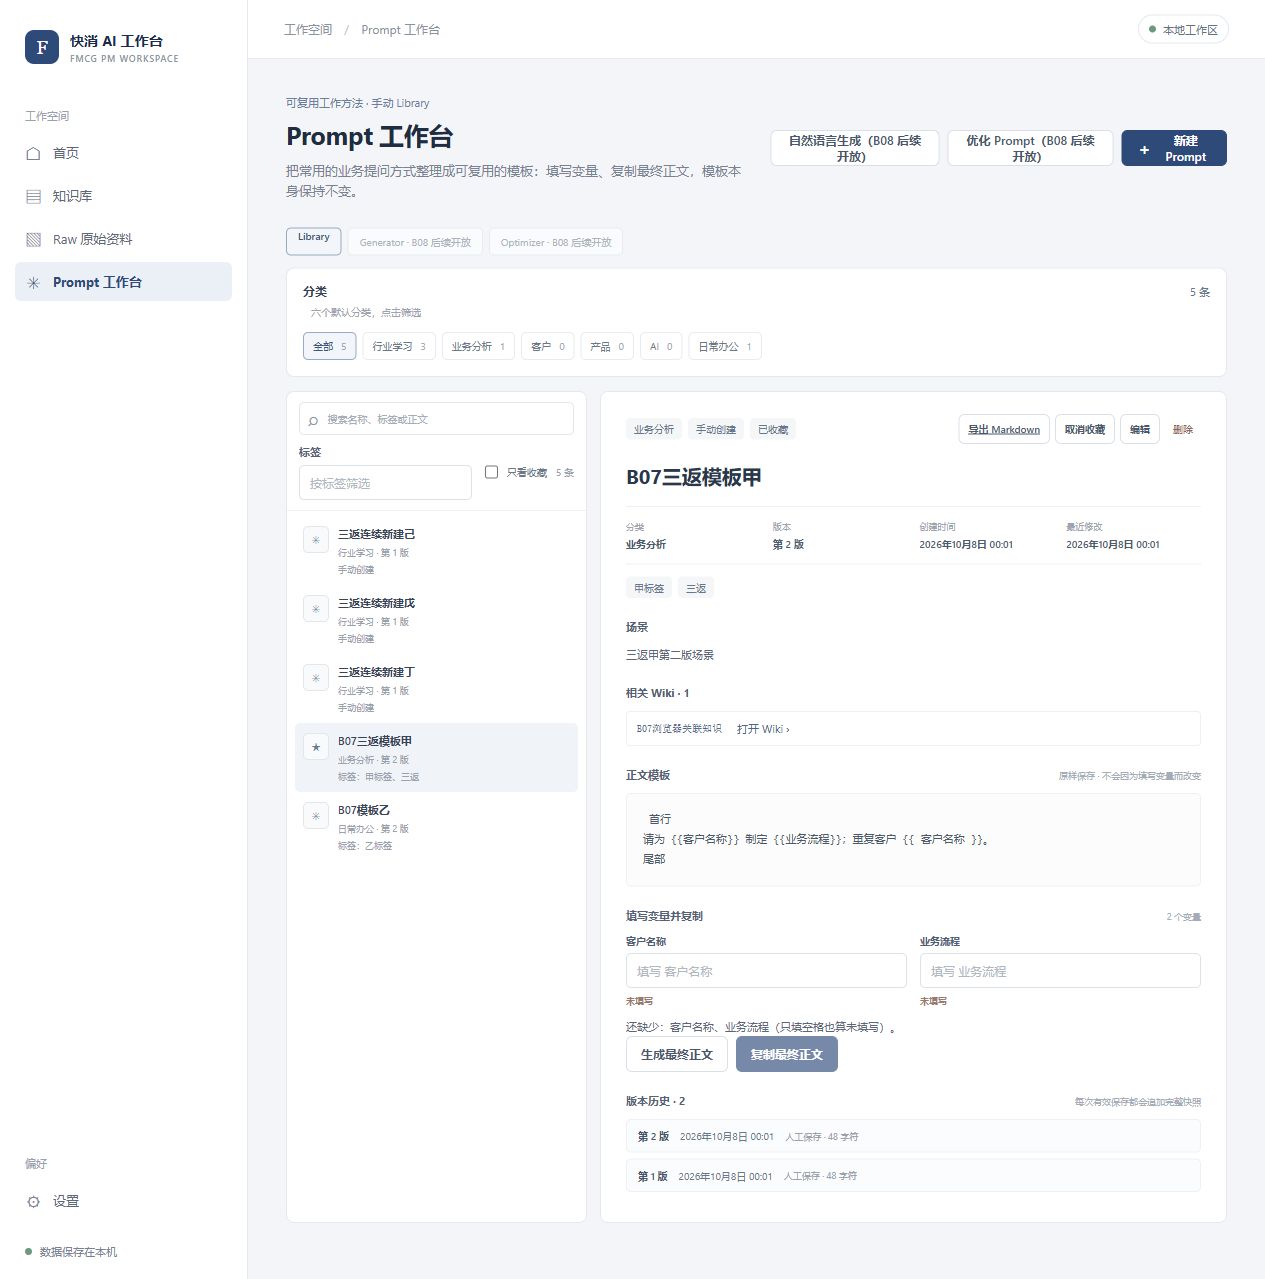 F
快消 AI 工作台
FMCG PM WORKSPACE
工作空间
首页
知识库
Raw 原始资料
Prompt 工作台
偏好
设置
数据保存在本机
工作空间 / Prompt 工作台
本地工作区
可复用工作方法 · 手动 Library
Prompt 工作台
把常用的业务提问方式整理成可复用的模板：填写变量、复制最终正文，模板本
身保持不变。
自然语言生成（B08 后续
开放）
优化 Prompt（B08 后续
开放）
+ 新建
Prompt
Library
Generator · B08 后续开放
Optimizer · B08 后续开放
分类
5 条
六个默认分类，点击筛选
全部 5
行业学习 3
业务分析 1
客户 0
产品 0
AI 0
日常办公 1
搜索名称、标签或正文
标签
按标签筛选
只看收藏
5 条
三返连续新建己
行业学习 · 第 1 版
手动创建
三返连续新建戊
行业学习 · 第 1 版
手动创建
三返连续新建丁
行业学习 · 第 1 版
手动创建
B07三返模板甲
业务分析 · 第 2 版
标签：甲标签、三返
B07模板乙
日常办公 · 第 2 版
标签：乙标签
业务分析
手动创建
已收藏
导出 Markdown
取消收藏
编辑
删除
B07三返模板甲
分类
业务分析
版本
第 2 版
创建时间
2026年10月8日 00:01
最近修改
2026年10月8日 00:01
甲标签
三返
场景
三返甲第二版场景
相关 Wiki · 1
B07浏览器关联知识 打开 Wiki ›
正文模板
原样保存 · 不会因为填写变量而改变
首行
请为 {{客户名称}} 制定 {{业务流程}}；重复客户 {{ 客户名称 }}。
尾部
填写变量并复制
2 个变量
客户名称
填写 客户名称
未填写
业务流程
填写 业务流程
未填写
还缺少：客户名称、业务流程（只填空格也算未填写）。
生成最终正文
复制最终正文
版本历史 · 2
每次有效保存都会追加完整快照
第 2 版 2026年10月8日 00:01 人工保存 · 48 字符
第 1 版 2026年10月8日 00:01 人工保存 · 48 字符